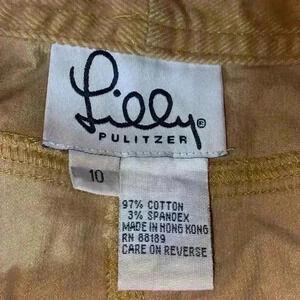 Lilly®
PULITZER
10
97% COTTON
3% SPANDEX
MADE IN HONG KONG
RN 88189
CARE ON REVERSE